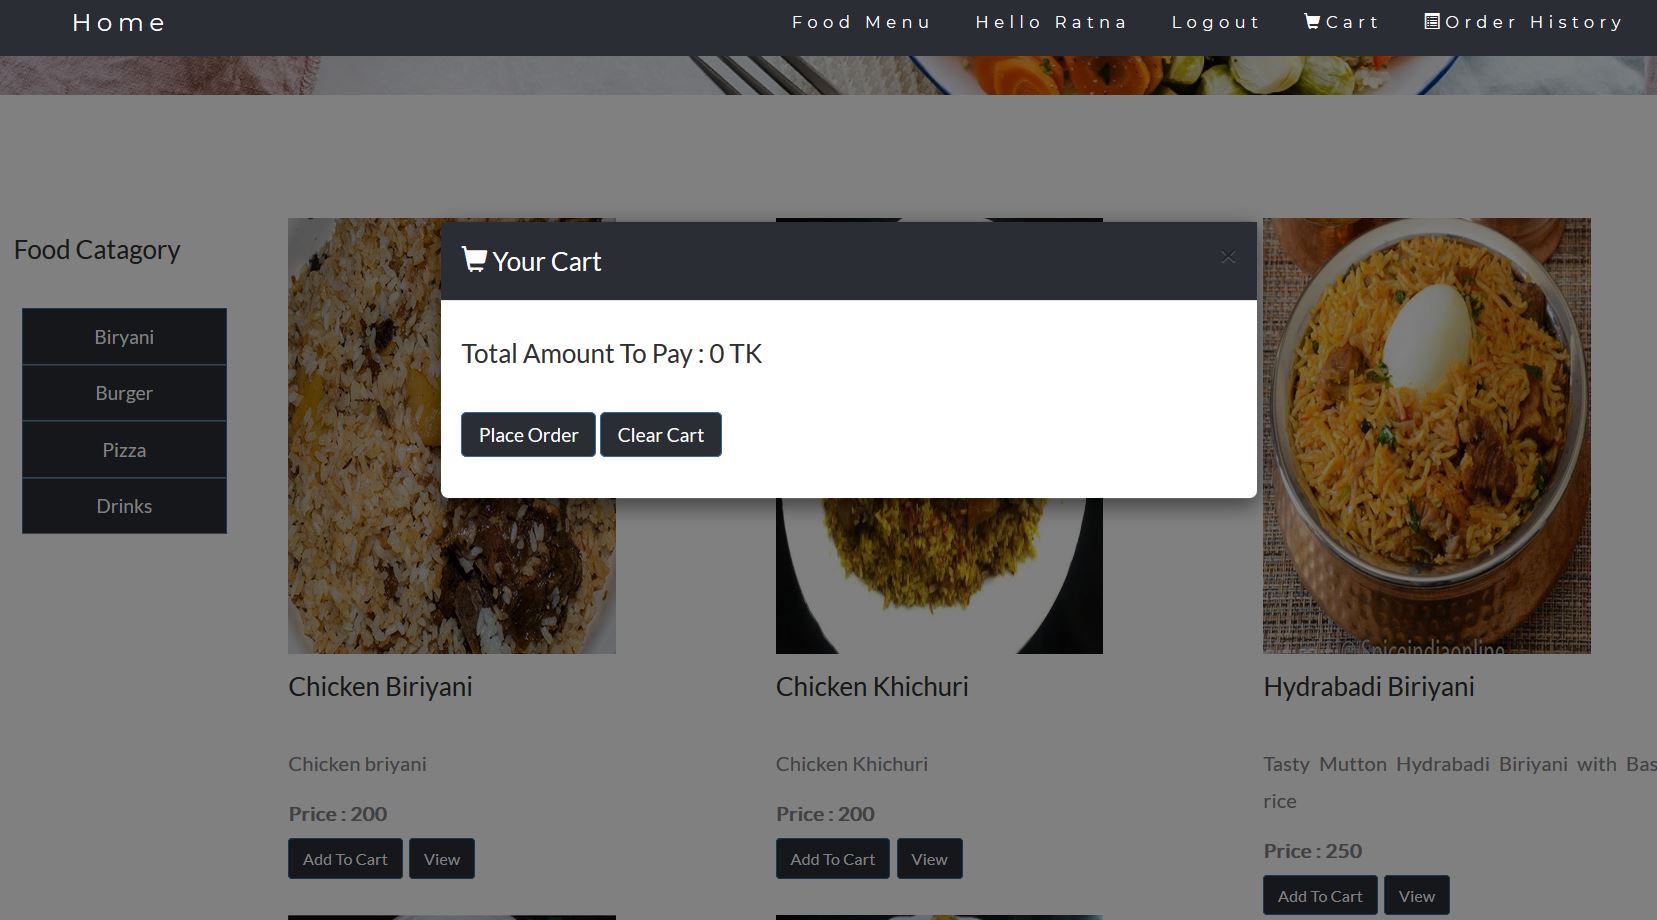 Home
Food Menu
Hello Ratna
Logout
Cart
Order History
Food Catagory
Biryani
Burger
Pizza
Drinks
Your Cart
×
Total Amount To Pay : 0 TK
Place Order
Clear Cart
© Spiceindiaonline
Chicken Biriyani
Chicken briyani
Price : 200
Add To Cart
View
Chicken Khichuri
Chicken Khichuri
Price : 200
Add To Cart
View
Hydrabadi Biriyani
Tasty Mutton Hydrabadi Biriyani with Bas
rice
Price : 250
Add To Cart
View